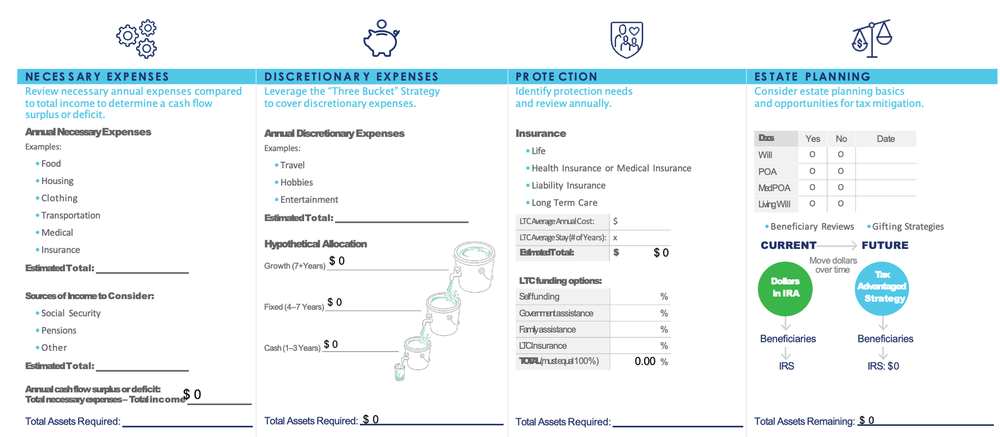 NECESSARY EXPENSES
Review necessary annual expenses compared
to total income to determine a cash flow
surplus or deficit.
Annual Necessary Expenses
Examples:
• Food
• Housing
• Clothing
• Transportation
• Medical
• Insurance
Estimated Total:
Sources of Income to Consider:
• Social Security
• Pensions
• Other
Estimated Total:
Annual cash flow surplus or deficit:
Total necessary expenses – Total income $ 0
Total Assets Required:
DISCRETIONARY EXPENSES
Leverage the “Three Bucket” Strategy
to cover discretionary expenses.
Annual Discretionary Expenses
Examples:
• Travel
• Hobbies
• Entertainment
Estimated Total:
Hypothetical Allocation
Growth (7+Years) $ 0
Fixed (4–7 Years) $ 0
Cash (1–3 Years) $ 0
Total Assets Required: $ 0
PROTECTION
Identify protection needs
and review annually.
Insurance
• Life
• Health Insurance or Medical Insurance
• Liability Insurance
• Long Term Care
LTC Average Annual Cost: $
LTC Average Stay (# of Years): x
Estimated Total: $ $ 0
LTC funding options:
Self funding %
Government assistance %
Family assistance %
LTC Insurance %
TOTAL (must equal 100%) 0.00 %
Total Assets Required:
ESTATE PLANNING
Consider estate planning basics
and opportunities for tax mitigation.
Docs Yes No Date
Will O O
POA O O
Med POA O O
Living Will O O
• Beneficiary Reviews • Gifting Strategies
CURRENT FUTURE
Move dollars
over time
Dollars
in IRA
Tax
Advantaged
Strategy
Beneficiaries Beneficiaries
IRS IRS: $0
Total Assets Remaining: $ 0